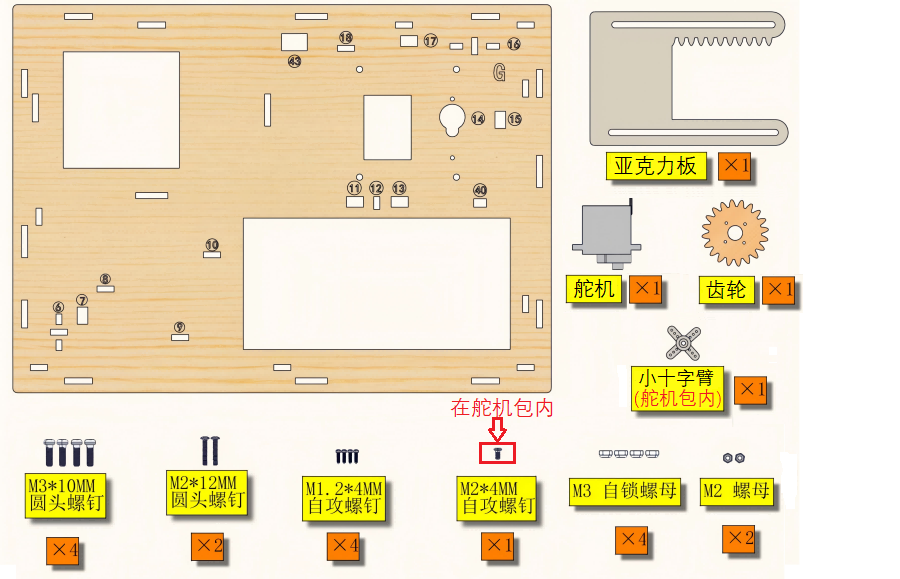 ⑱
⑰
⑯
㊸
G
⑭
⑮
⑪
⑫
⑬
㊵
⑩
⑧
⑦
⑥
⑨
亚克力板
×1
舵机
×1
齿轮
×1
小十字臂
(舵机包内)
×1
在舵机包内
M3*10MM
圆头螺钉
×4
M2*12MM
圆头螺钉
×2
M1.2*4MM
自攻螺钉
×4
M2*4MM
自攻螺钉
×1
M3 自锁螺母
×4
M2 螺母
×2